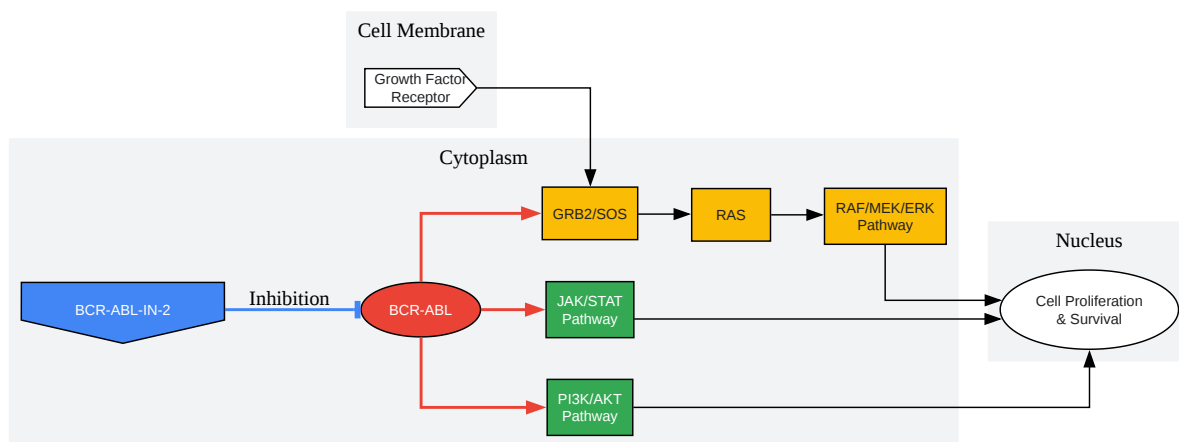 Cell Membrane
Growth Factor
Receptor
Cytoplasm
GRB2/SOS
RAS
RAF/MEK/ERK
Pathway
Nucleus
BCR-ABL-IN-2
Inhibition
BCR-ABL
JAK/STAT
Pathway
Cell Proliferation
& Survival
PI3K/AKT
Pathway